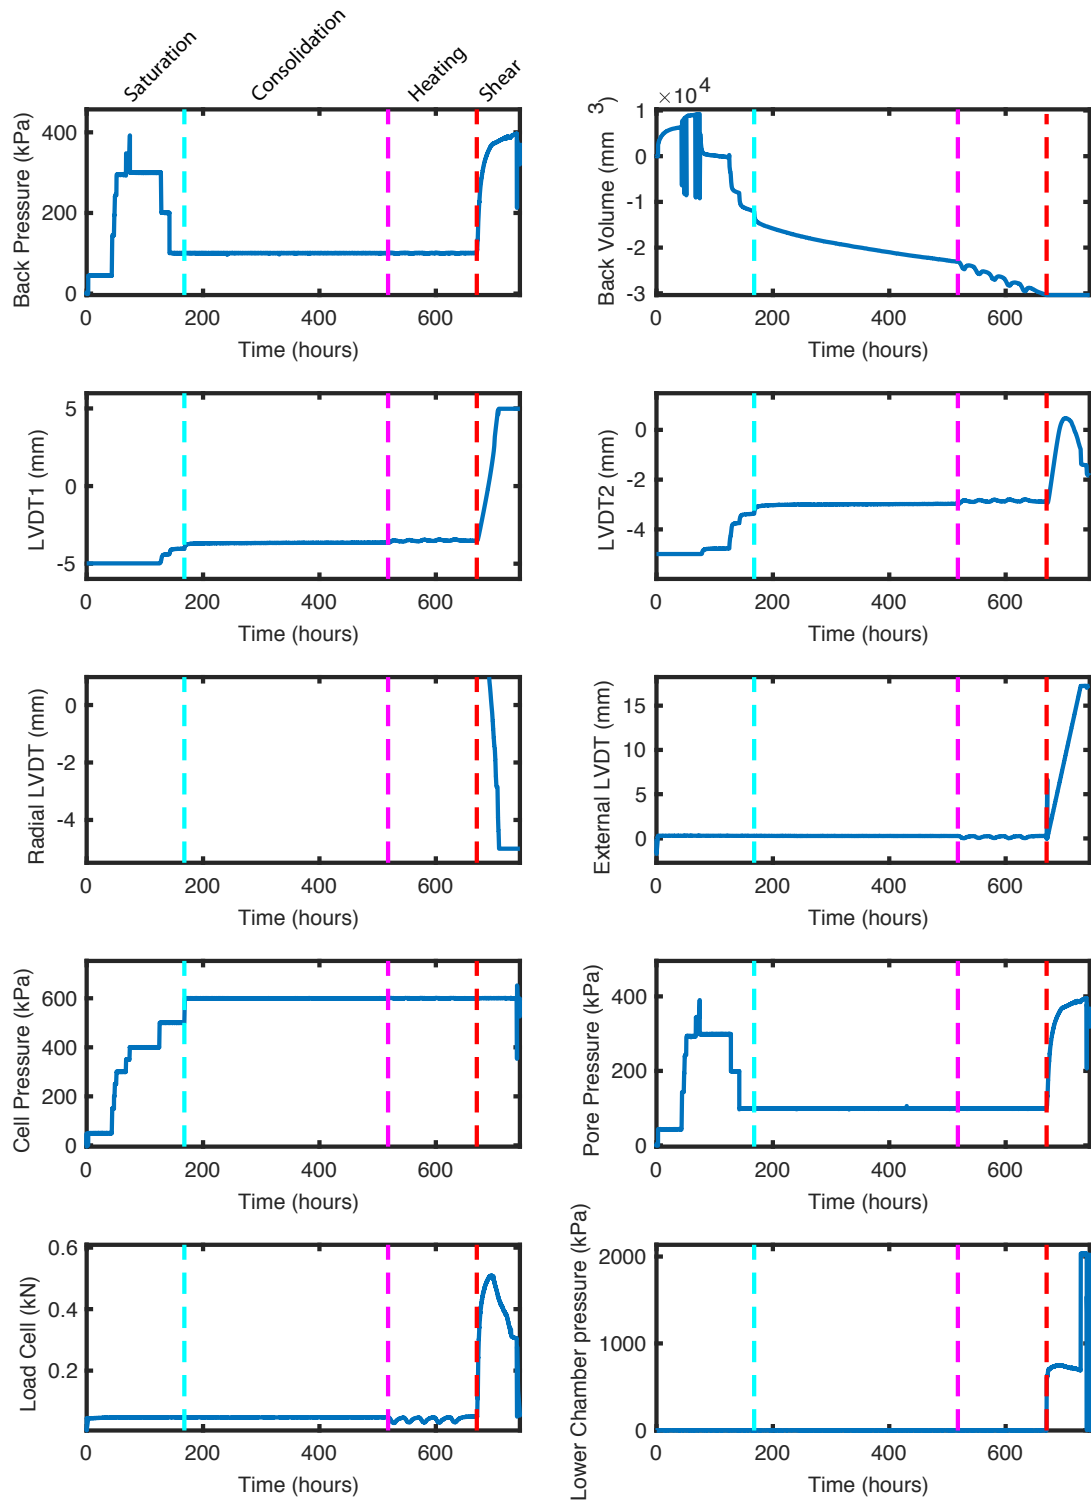 Saturation
Consolidation
Heating
Shear
Back Pressure (kPa)
400
200
0
0 200 400 600
Time (hours)
×10⁴
Back Volume (mm 3)
1
0
-1
-2
-3
0 200 400 600
Time (hours)
LVDT1 (mm)
5
0
-5
0 200 400 600
Time (hours)
LVDT2 (mm)
0
-2
-4
0 200 400 600
Time (hours)
Radial LVDT (mm)
0
-2
-4
0 200 400 600
Time (hours)
External LVDT (mm)
15
10
5
0
0 200 400 600
Time (hours)
Cell Pressure (kPa)
600
400
200
0
0 200 400 600
Time (hours)
Pore Pressure (kPa)
400
200
0
0 200 400 600
Time (hours)
Load Cell (kN)
0.6
0.4
0.2
0 200 400 600
Time (hours)
Lower Chamber pressure (kPa)
2000
1000
0
0 200 400 600
Time (hours)